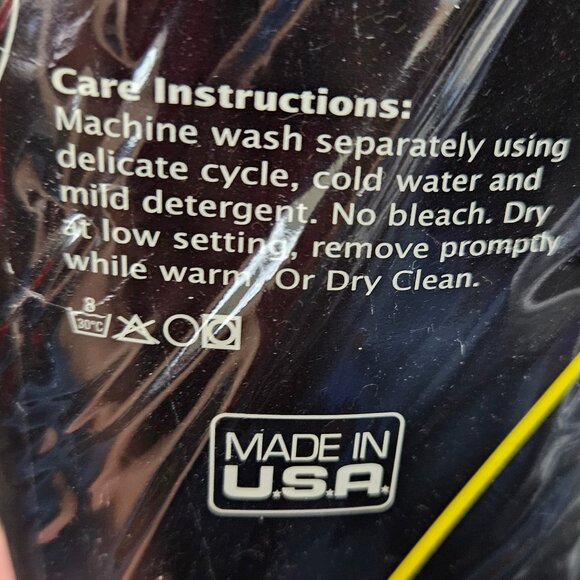 Care Instructions:
Machine wash separately using
delicate cycle, cold water and
mild detergent. No bleach. Dry
at low setting, remove promptly
while warm. Or Dry Clean.
8
30°C
MADE IN
U.S.A.